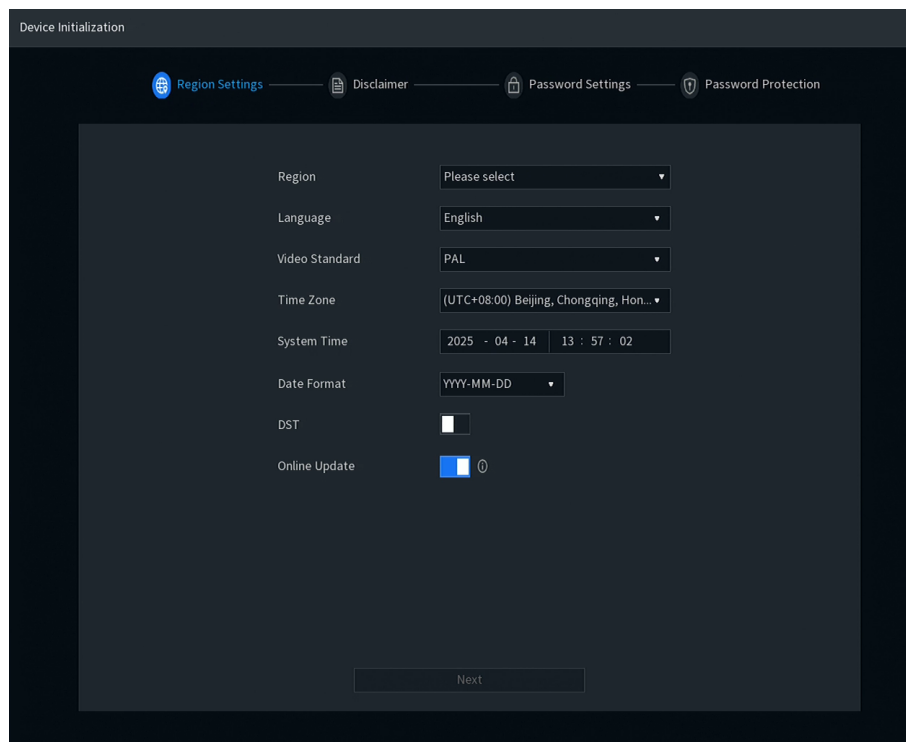 Device Initialization
Region Settings Disclaimer Password Settings Password Protection
Region Please select
Language English
Video Standard PAL
Time Zone (UTC+08:00) Beijing, Chongqing, Hon...
System Time 2025 - 04 - 14 13 : 57 : 02
Date Format YYYY-MM-DD
DST
Online Update
Next